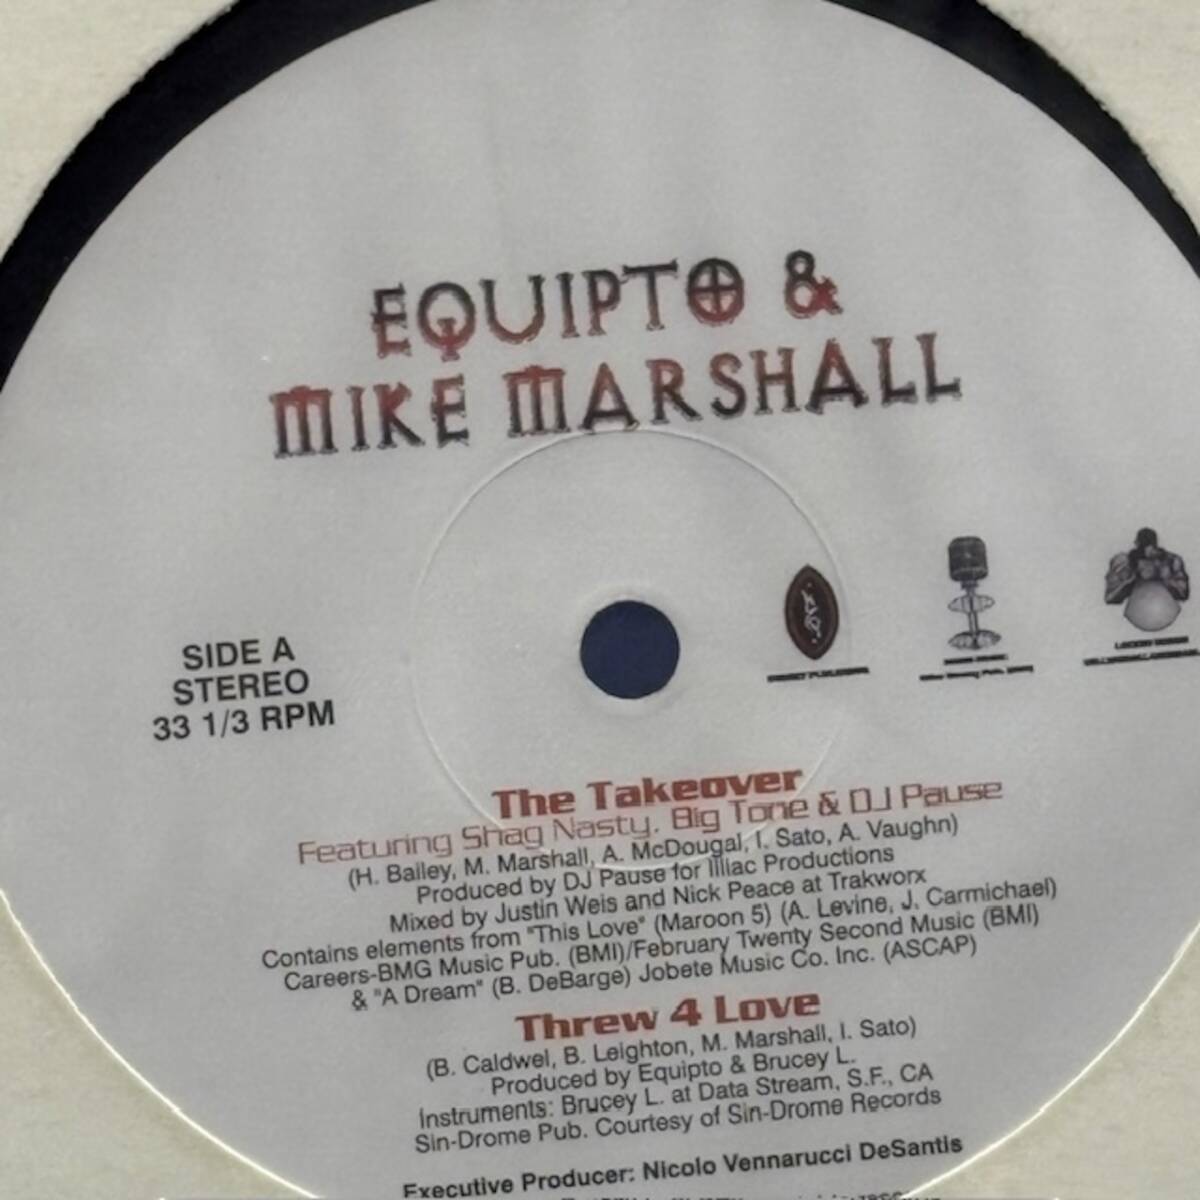 EQUIPTO &
MIKE MARSHALL
SIDE A
STEREO
33 1/3 RPM
The Takeover
Featuring Shag Nasty, Big Tone & DJ Pause
(H. Bailey, M. Marshall, A. McDougal, I. Sato, A. Vaughn)
Produced by DJ Pause for Illiac Productions
Mixed by Justin Weis and Nick Peace at Trakworx
Contains elements from "This Love" (Maroon 5) (A. Levine, J. Carmichael)
Careers-BMG Music Pub. (BMI)/February Twenty Second Music (BMI)
& "A Dream" (B. DeBarge) Jobete Music Co. Inc. (ASCAP)
Threw 4 Love
(B. Caldwel, B. Leighton, M. Marshall, I. Sato)
Produced by Equipto & Brucey L.
Instruments: Brucey L. at Data Stream, S.F., CA
Sin-Drome Pub. Courtesy of Sin-Drome Records
Executive Producer: Nicolo Vennarucci DeSantis